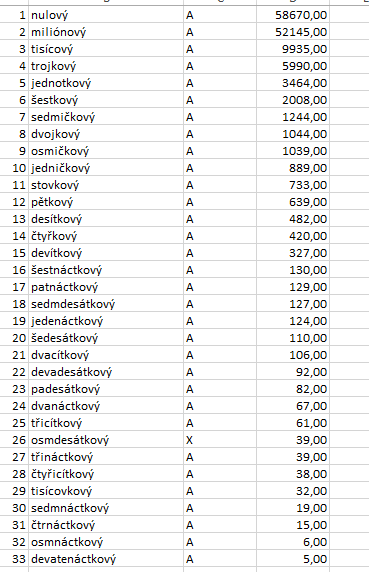 1 nulový A 58670,00
2 miliónový A 52145,00
3 tisícový A 9935,00
4 trojkový A 5990,00
5 jednotkový A 3464,00
6 šestkový A 2008,00
7 sedmičkový A 1244,00
8 dvojkový A 1044,00
9 osmičkový A 1039,00
10 jedničkový A 889,00
11 stovkový A 733,00
12 pětkový A 639,00
13 desítkový A 482,00
14 čtyřkový A 420,00
15 devítkový A 327,00
16 šestnáctkový A 130,00
17 patnáctkový A 129,00
18 sedmdesátkový A 127,00
19 jedenáctkový A 124,00
20 šedesátkový A 110,00
21 dvacítkový A 106,00
22 devadesátkový A 92,00
23 padesátkový A 82,00
24 dvanáctkový A 67,00
25 třicítkový A 61,00
26 osmdesátkový X 39,00
27 třináctkový A 39,00
28 čtyřicítkový A 38,00
29 tisícovkový A 32,00
30 sedmnáctkový A 19,00
31 čtrnáctkový A 15,00
32 osmnáctkový A 6,00
33 devatenáctkový A 5,00